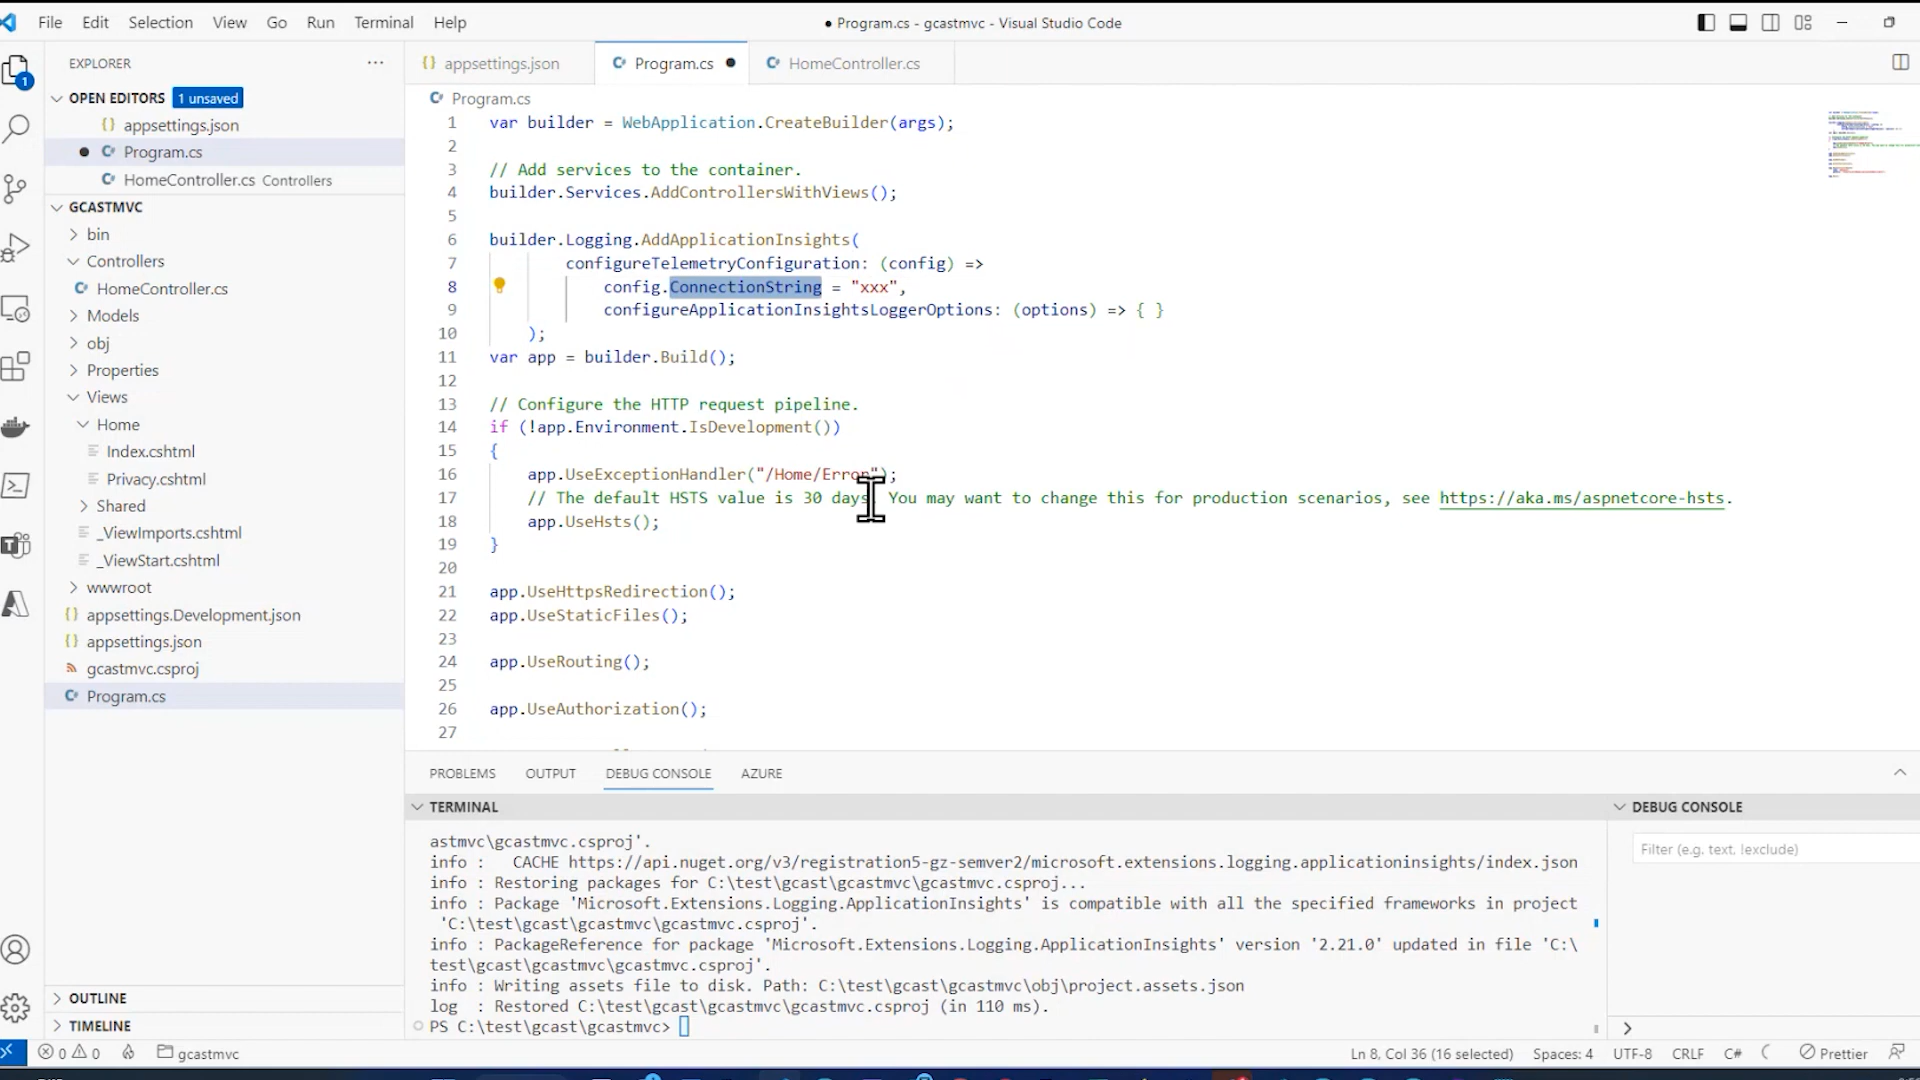 File Edit Selection View Go Run Terminal Help
● Program.cs - gcastmvc - Visual Studio Code
EXPLORER
1
OPEN EDITORS 1 unsaved
appsettings.json
Program.cs
HomeController.cs Controllers
GCASTMVC
bin
Controllers
HomeController.cs
Models
obj
Properties
Views
Home
Index.cshtml
Privacy.cshtml
Shared
_ViewImports.cshtml
_ViewStart.cshtml
wwwroot
appsettings.Development.json
appsettings.json
gcastmvc.csproj
Program.cs
OUTLINE
TIMELINE
appsettings.json Program.cs ● HomeController.cs
Program.cs
1 var builder = WebApplication.CreateBuilder(args);
2
3 // Add services to the container.
4 builder.Services.AddControllersWithViews();
5
6 builder.Logging.AddApplicationInsights(
7 configureTelemetryConfiguration: (config) =>
8 config.ConnectionString = "xxx",
9 configureApplicationInsightsLoggerOptions: (options) => { }
10 );
11 var app = builder.Build();
12
13 // Configure the HTTP request pipeline.
14 if (!app.Environment.IsDevelopment())
15 {
16 app.UseExceptionHandler("/Home/Error");
17 // The default HSTS value is 30 days. You may want to change this for production scenarios, see https://aka.ms/aspnetcore-hsts.
18 app.UseHsts();
19 }
20
21 app.UseHttpsRedirection();
22 app.UseStaticFiles();
23
24 app.UseRouting();
25
26 app.UseAuthorization();
27
PROBLEMS OUTPUT DEBUG CONSOLE AZURE
TERMINAL
astmvc\gcastmvc.csproj'.
info : CACHE https://api.nuget.org/v3/registration5-gz-semver2/microsoft.extensions.logging.applicationinsights/index.json
info : Restoring packages for C:\test\gcast\gcastmvc\gcastmvc.csproj...
info : Package 'Microsoft.Extensions.Logging.ApplicationInsights' is compatible with all the specified frameworks in project
'C:\test\gcast\gcastmvc\gcastmvc.csproj'.
info : PackageReference for package 'Microsoft.Extensions.Logging.ApplicationInsights' version '2.21.0' updated in file 'C:\
test\gcast\gcastmvc\gcastmvc.csproj'.
info : Writing assets file to disk. Path: C:\test\gcast\gcastmvc\obj\project.assets.json
log : Restored C:\test\gcast\gcastmvc\gcastmvc.csproj (in 110 ms).
PS C:\test\gcast\gcastmvc>
DEBUG CONSOLE
Filter (e.g. text, !exclude)
0 0 gcastmvc Ln 8, Col 36 (16 selected) Spaces: 4 UTF-8 CRLF C# Prettier